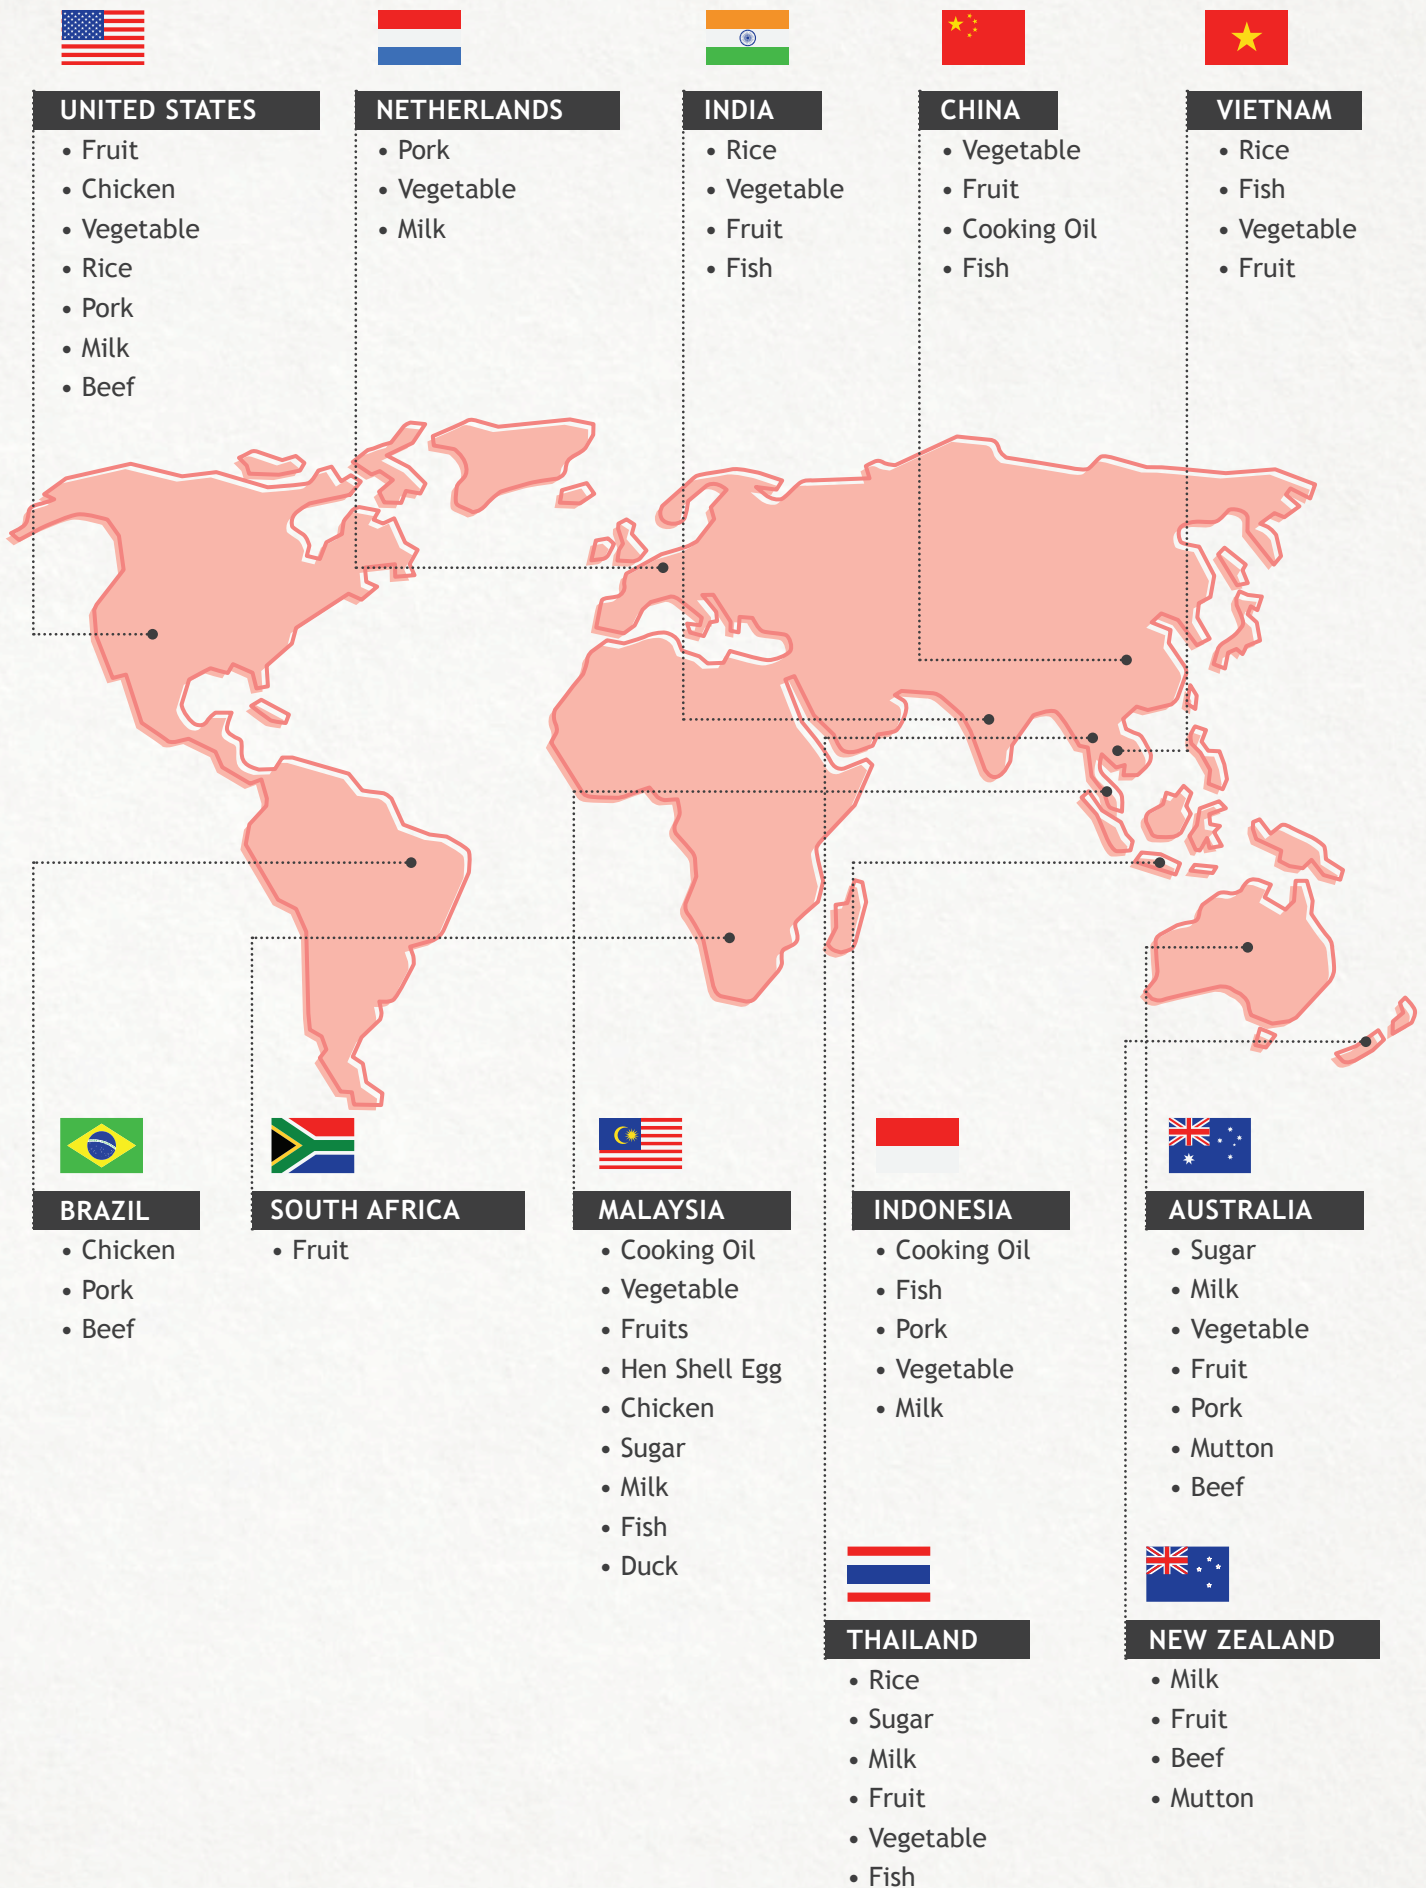 UNITED STATES
• Fruit
• Chicken
• Vegetable
• Rice
• Pork
• Milk
• Beef
NETHERLANDS
• Pork
• Vegetable
• Milk
INDIA
• Rice
• Vegetable
• Fruit
• Fish
CHINA
• Vegetable
• Fruit
• Cooking Oil
• Fish
VIETNAM
• Rice
• Fish
• Vegetable
• Fruit
BRAZIL
• Chicken
• Pork
• Beef
SOUTH AFRICA
• Fruit
MALAYSIA
• Cooking Oil
• Vegetable
• Fruits
• Hen Shell Egg
• Chicken
• Sugar
• Milk
• Fish
• Duck
INDONESIA
• Cooking Oil
• Fish
• Pork
• Vegetable
• Milk
AUSTRALIA
• Sugar
• Milk
• Vegetable
• Fruit
• Pork
• Mutton
• Beef
THAILAND
• Rice
• Sugar
• Milk
• Fruit
• Vegetable
• Fish
NEW ZEALAND
• Milk
• Fruit
• Beef
• Mutton